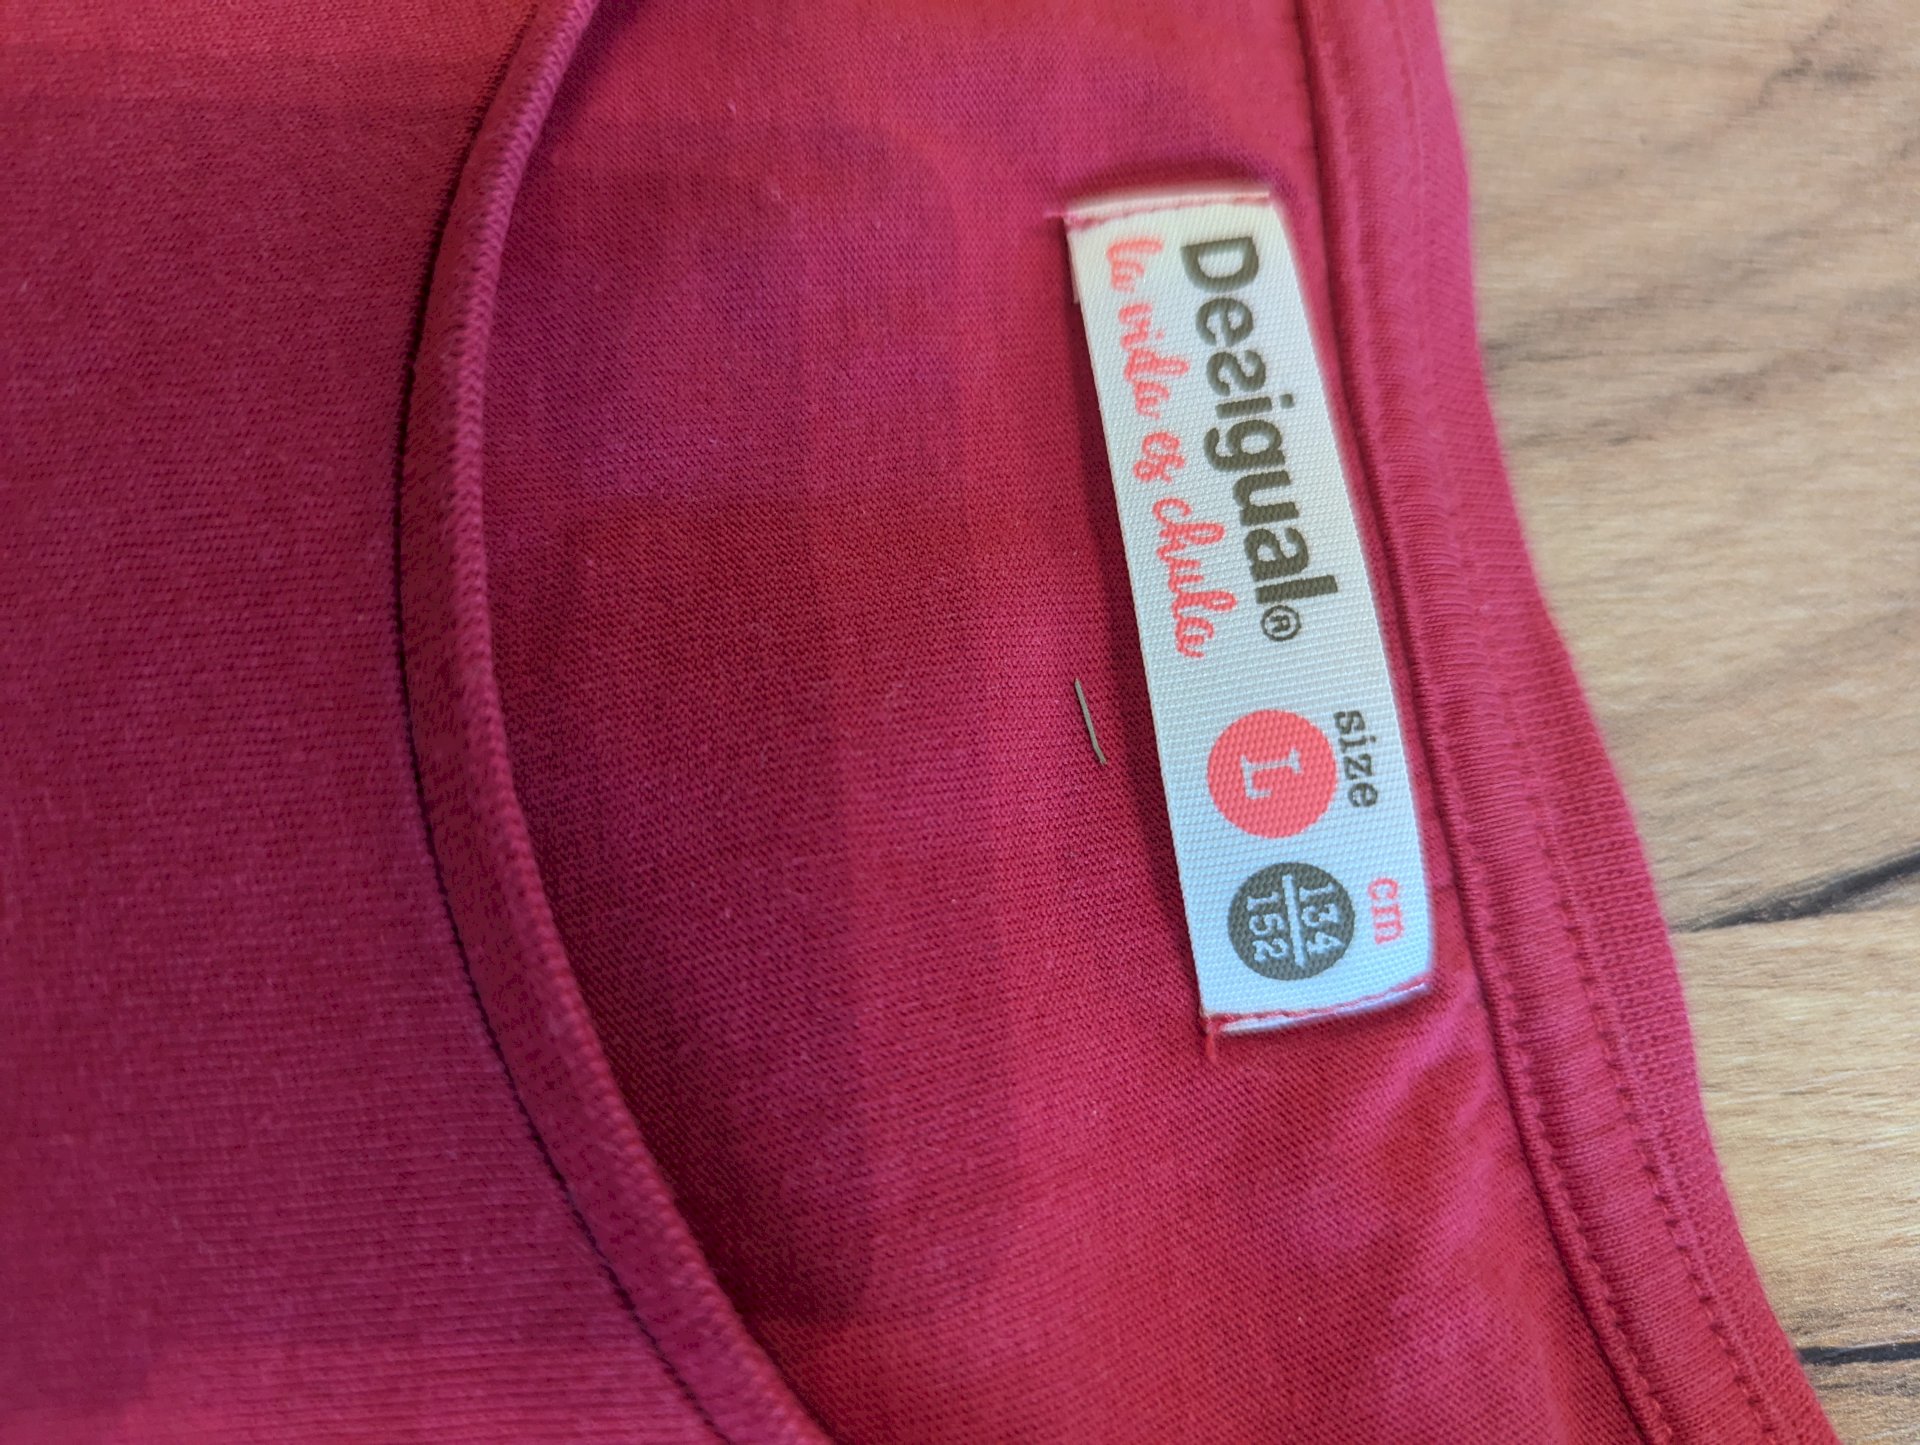 Desigual®
la vida es chula
size
L
cm
134
152